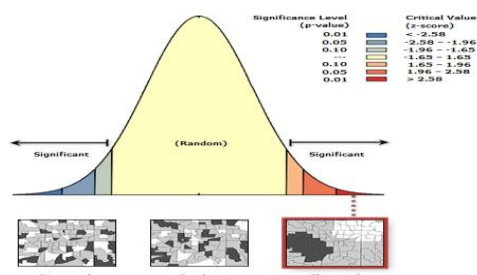 Significance Level Critical Value
(p-value) (z-score)
0.01 < -2.58
0.05 -2.58 – -1.96
0.10 -1.96 – -1.65
--- -1.65 – 1.65
0.10 1.65 – 1.96
0.05 1.96 – 2.58
0.01 > 2.58
(Random)
Significant Significant